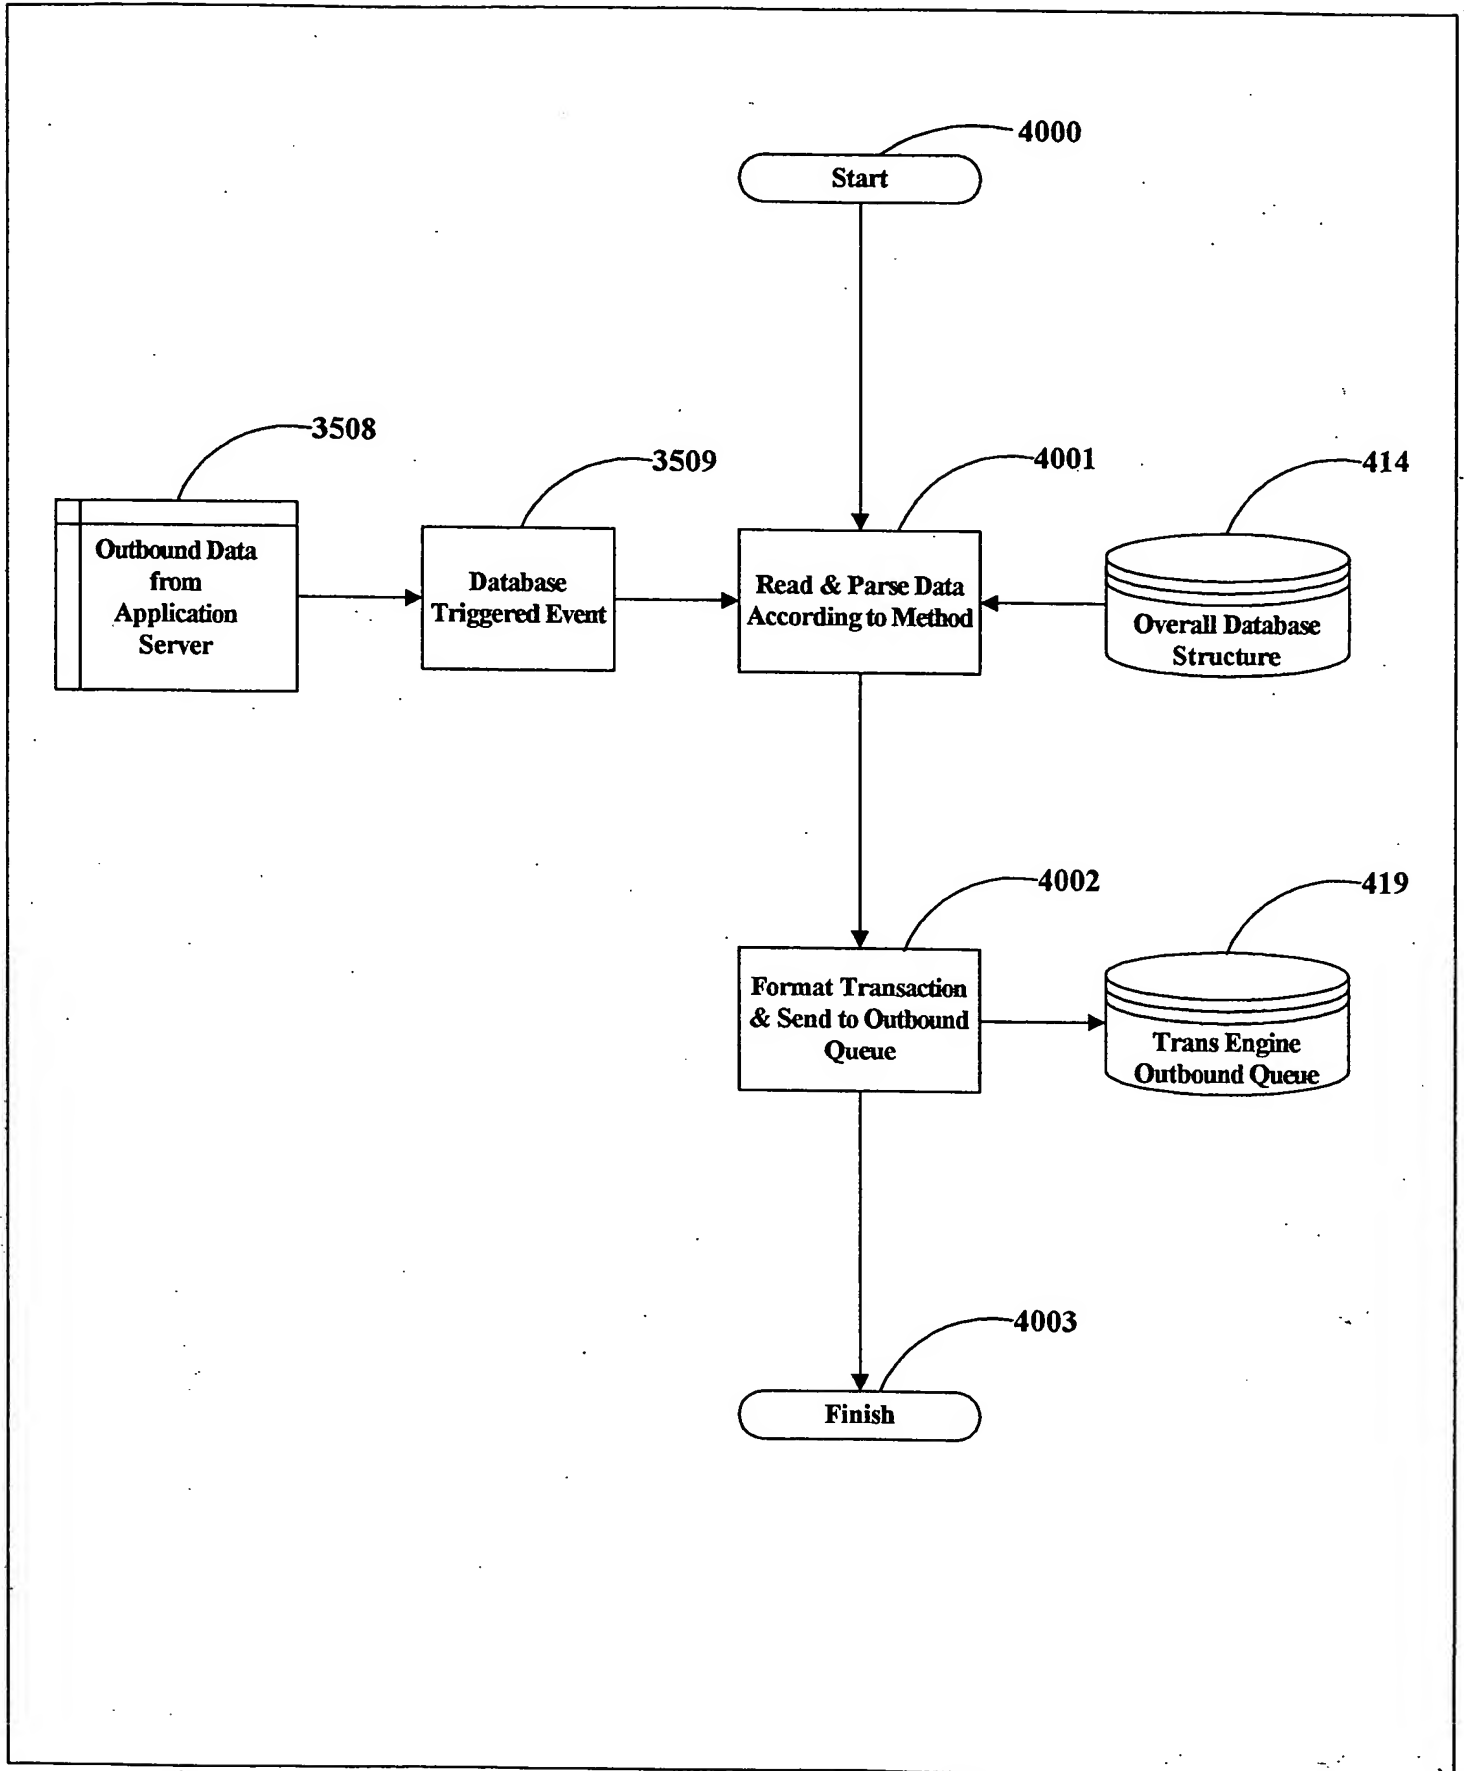 4000
Start
3508
3509
4001
414
Outbound Data
from
Application
Server
Database
Triggered Event
Read & Parse Data
According to Method
Overall Database
Structure
4002
419
Format Transaction
& Send to Outbound
Queue
Trans Engine
Outbound Queue
4003
Finish